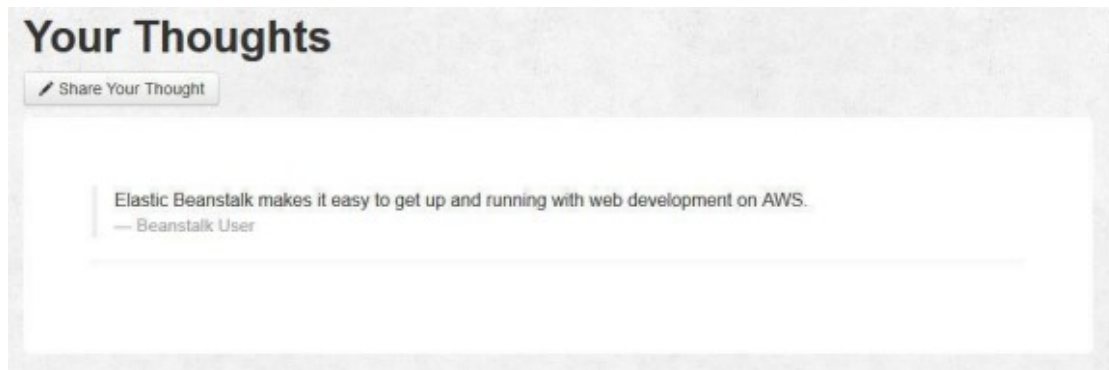 Your Thoughts
Share Your Thought
Elastic Beanstalk makes it easy to get up and running with web development on AWS.
— Beanstalk User